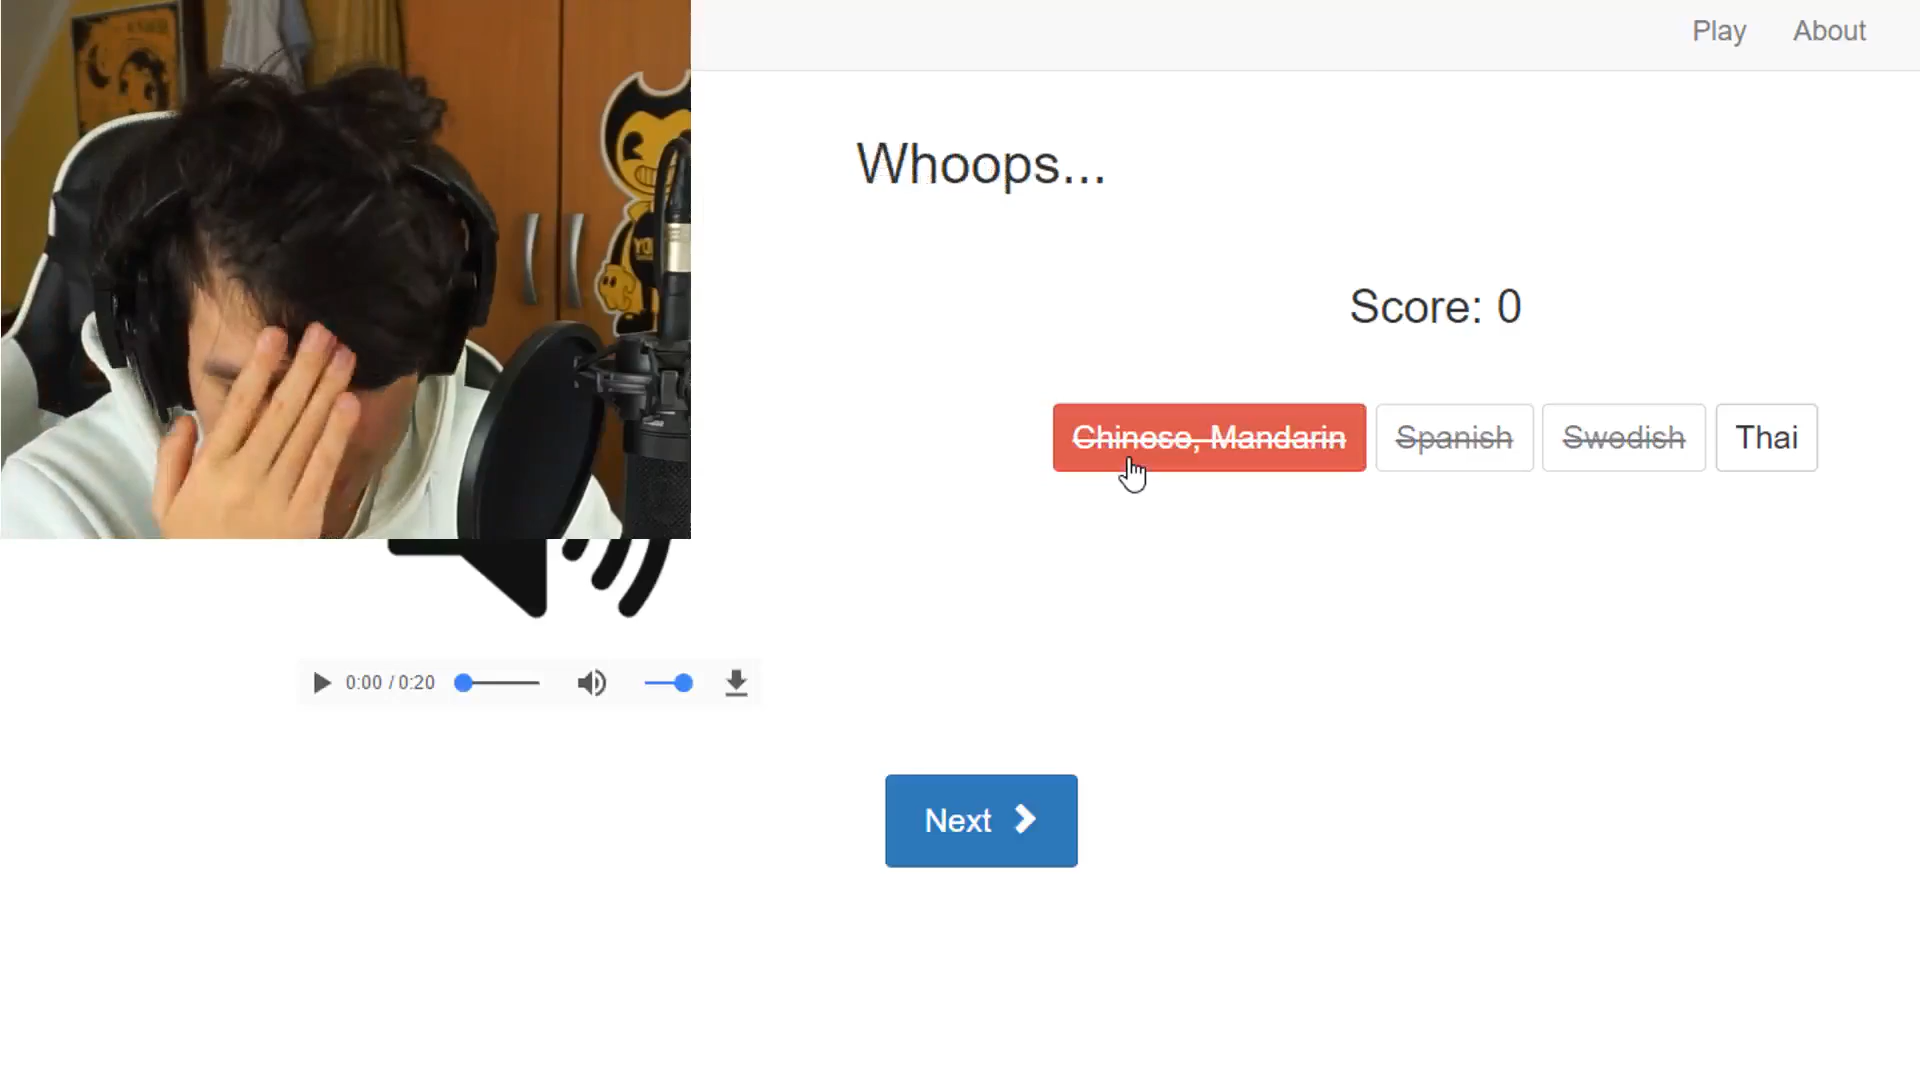 Play About
Whoops...
Score: 0
Chinese, Mandarin Spanish Swedish Thai
0:00 / 0:20
Next